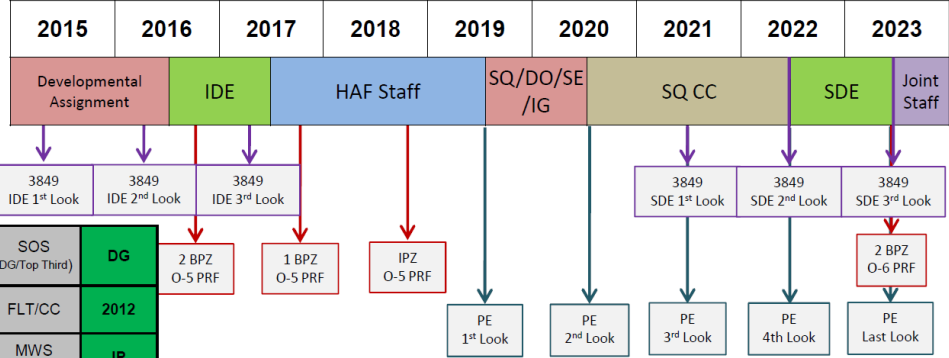 2015 2016 2017 2018 2019 2020 2021 2022 2023
Developmental
Assignment
IDE
HAF Staff
SQ/DO/SE
/IG
SQ CC
SDE
Joint
Staff
3849
IDE 1st Look
3849
IDE 2nd Look
3849
IDE 3rd Look
3849
SDE 1st Look
3849
SDE 2nd Look
3849
SDE 3rd Look
SOS
DG/Top Third)
DG
2 BPZ
O-5 PRF
1 BPZ
O-5 PRF
IPZ
O-5 PRF
2 BPZ
O-6 PRF
FLT/CC
2012
PE
1st Look
PE
2nd Look
PE
3rd Look
PE
4th Look
PE
Last Look
MWS